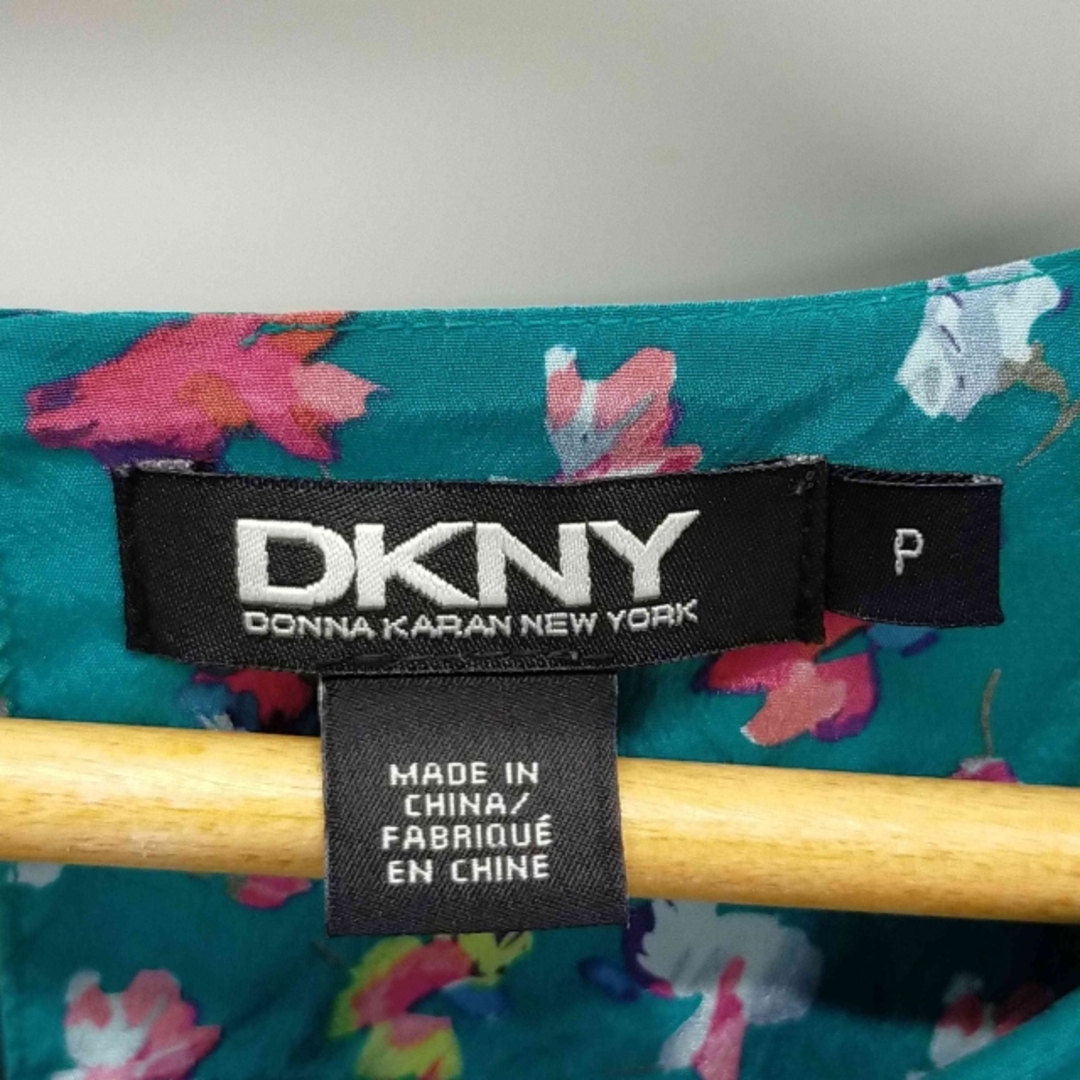 DKNY
DONNA KARAN NEW YORK
P
MADE IN
CHINA/
FABRIQUÉ
EN CHINE